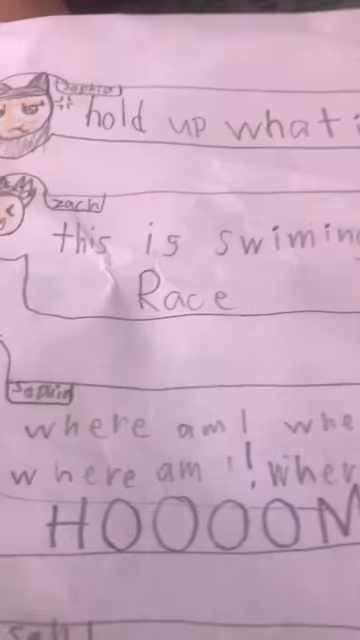 Sophia
hold up what
zach
this is swiming
Race
Sophia
where am I whe
where am I! wher
HOOOOM